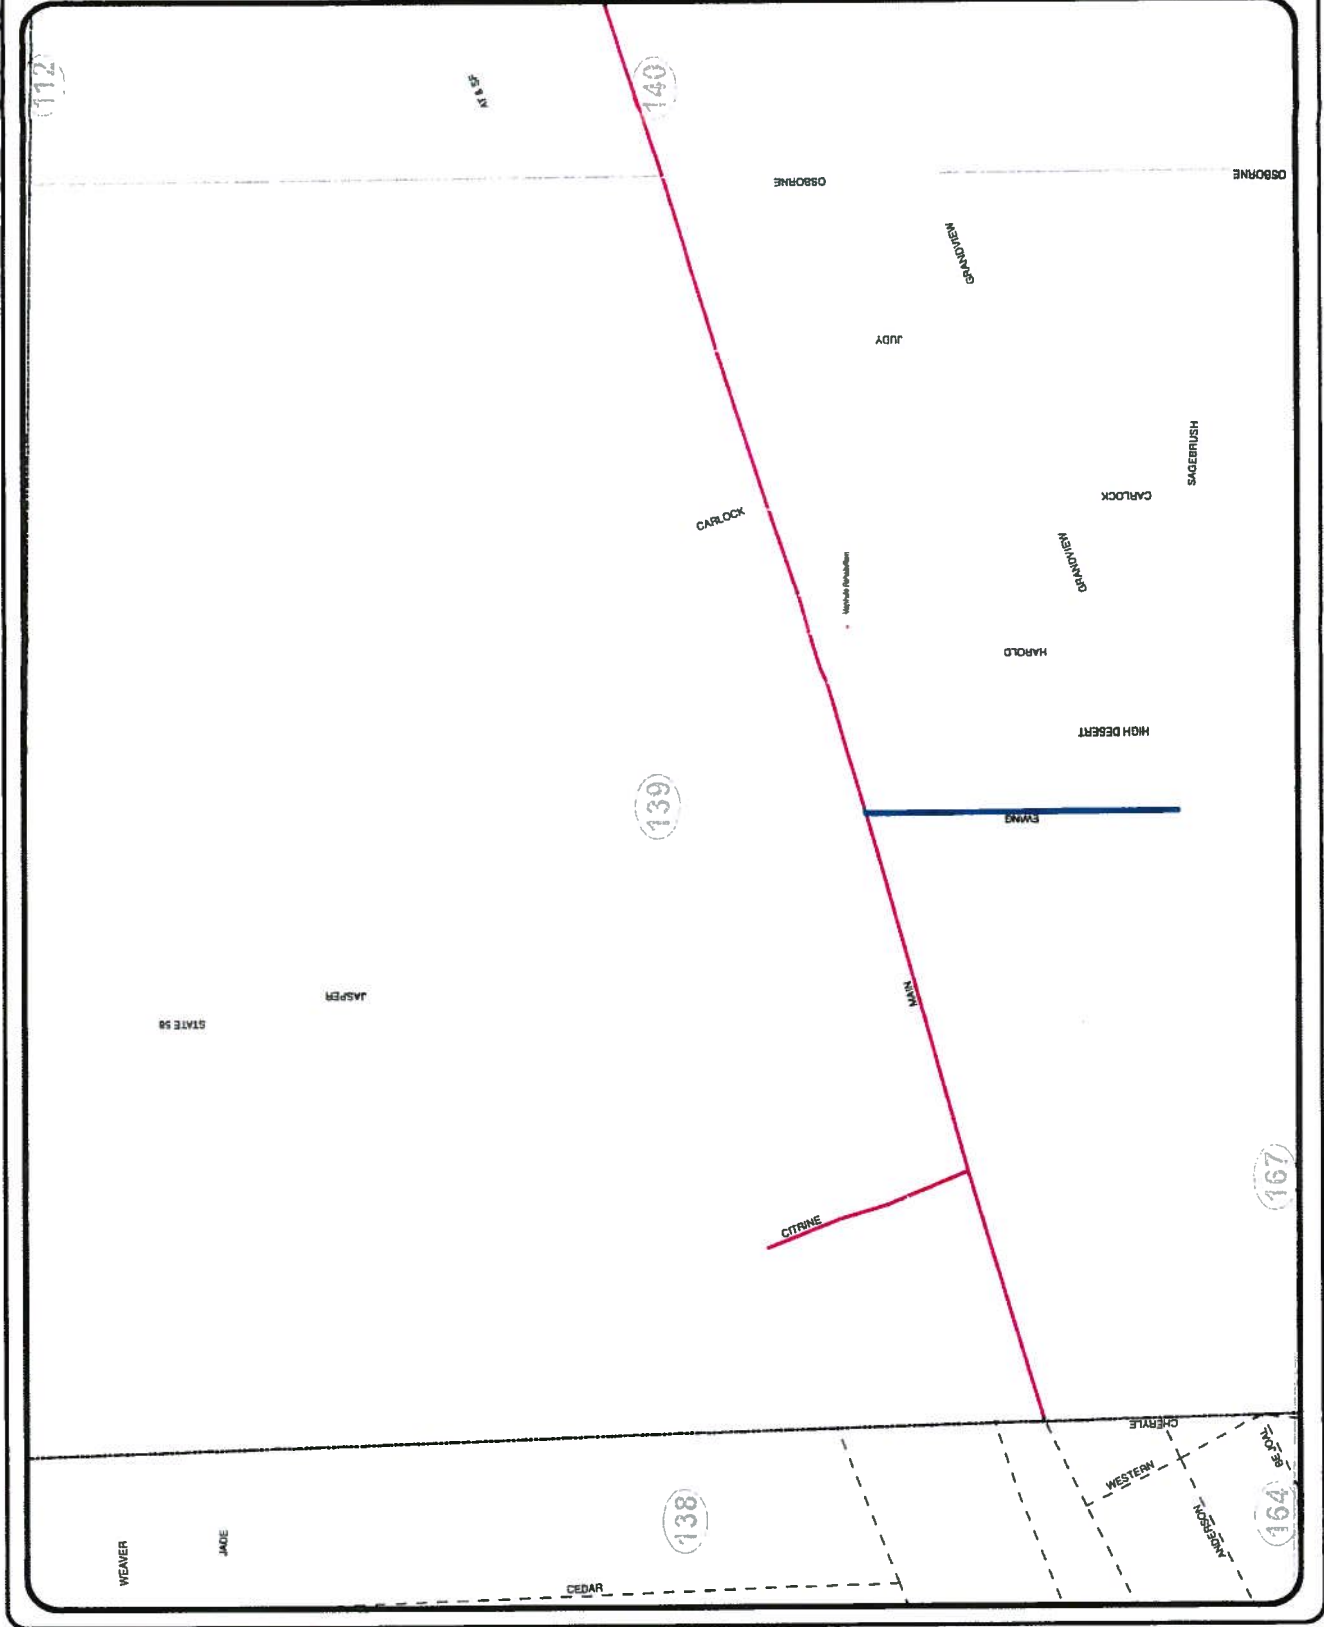 112
AT & SF
140
OSBORNE
OSBORNE
GRANDVIEW
JUDY
SAGEBRUSH
CARLOCK
CARLOCK
GRANDVIEW
HAROLD
HIGH DESERT
139
EWING
MAIN
JASPER
STATE 58
167
CITRINE
CHERYLE
WESTERN
138
164
ANDERSON
JADE
WEAVER
CEDAR